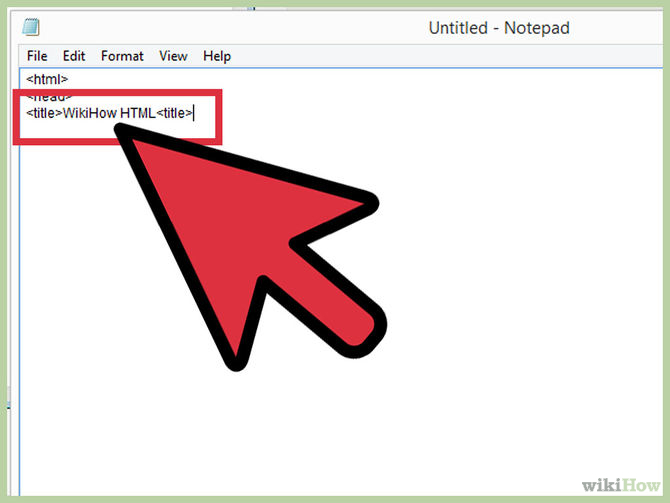 Untitled - Notepad
File Edit Format View Help
<html>
<head>
<title>WikiHow HTML<title>
wikiHow